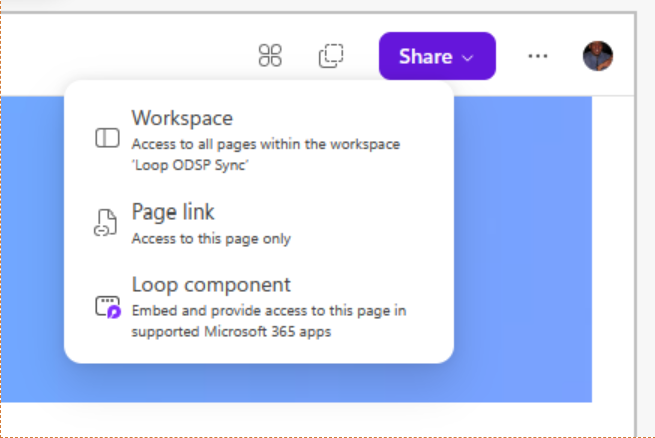 Share
Workspace
Access to all pages within the workspace
'Loop ODSP Sync'
Page link
Access to this page only
Loop component
Embed and provide access to this page in
supported Microsoft 365 apps